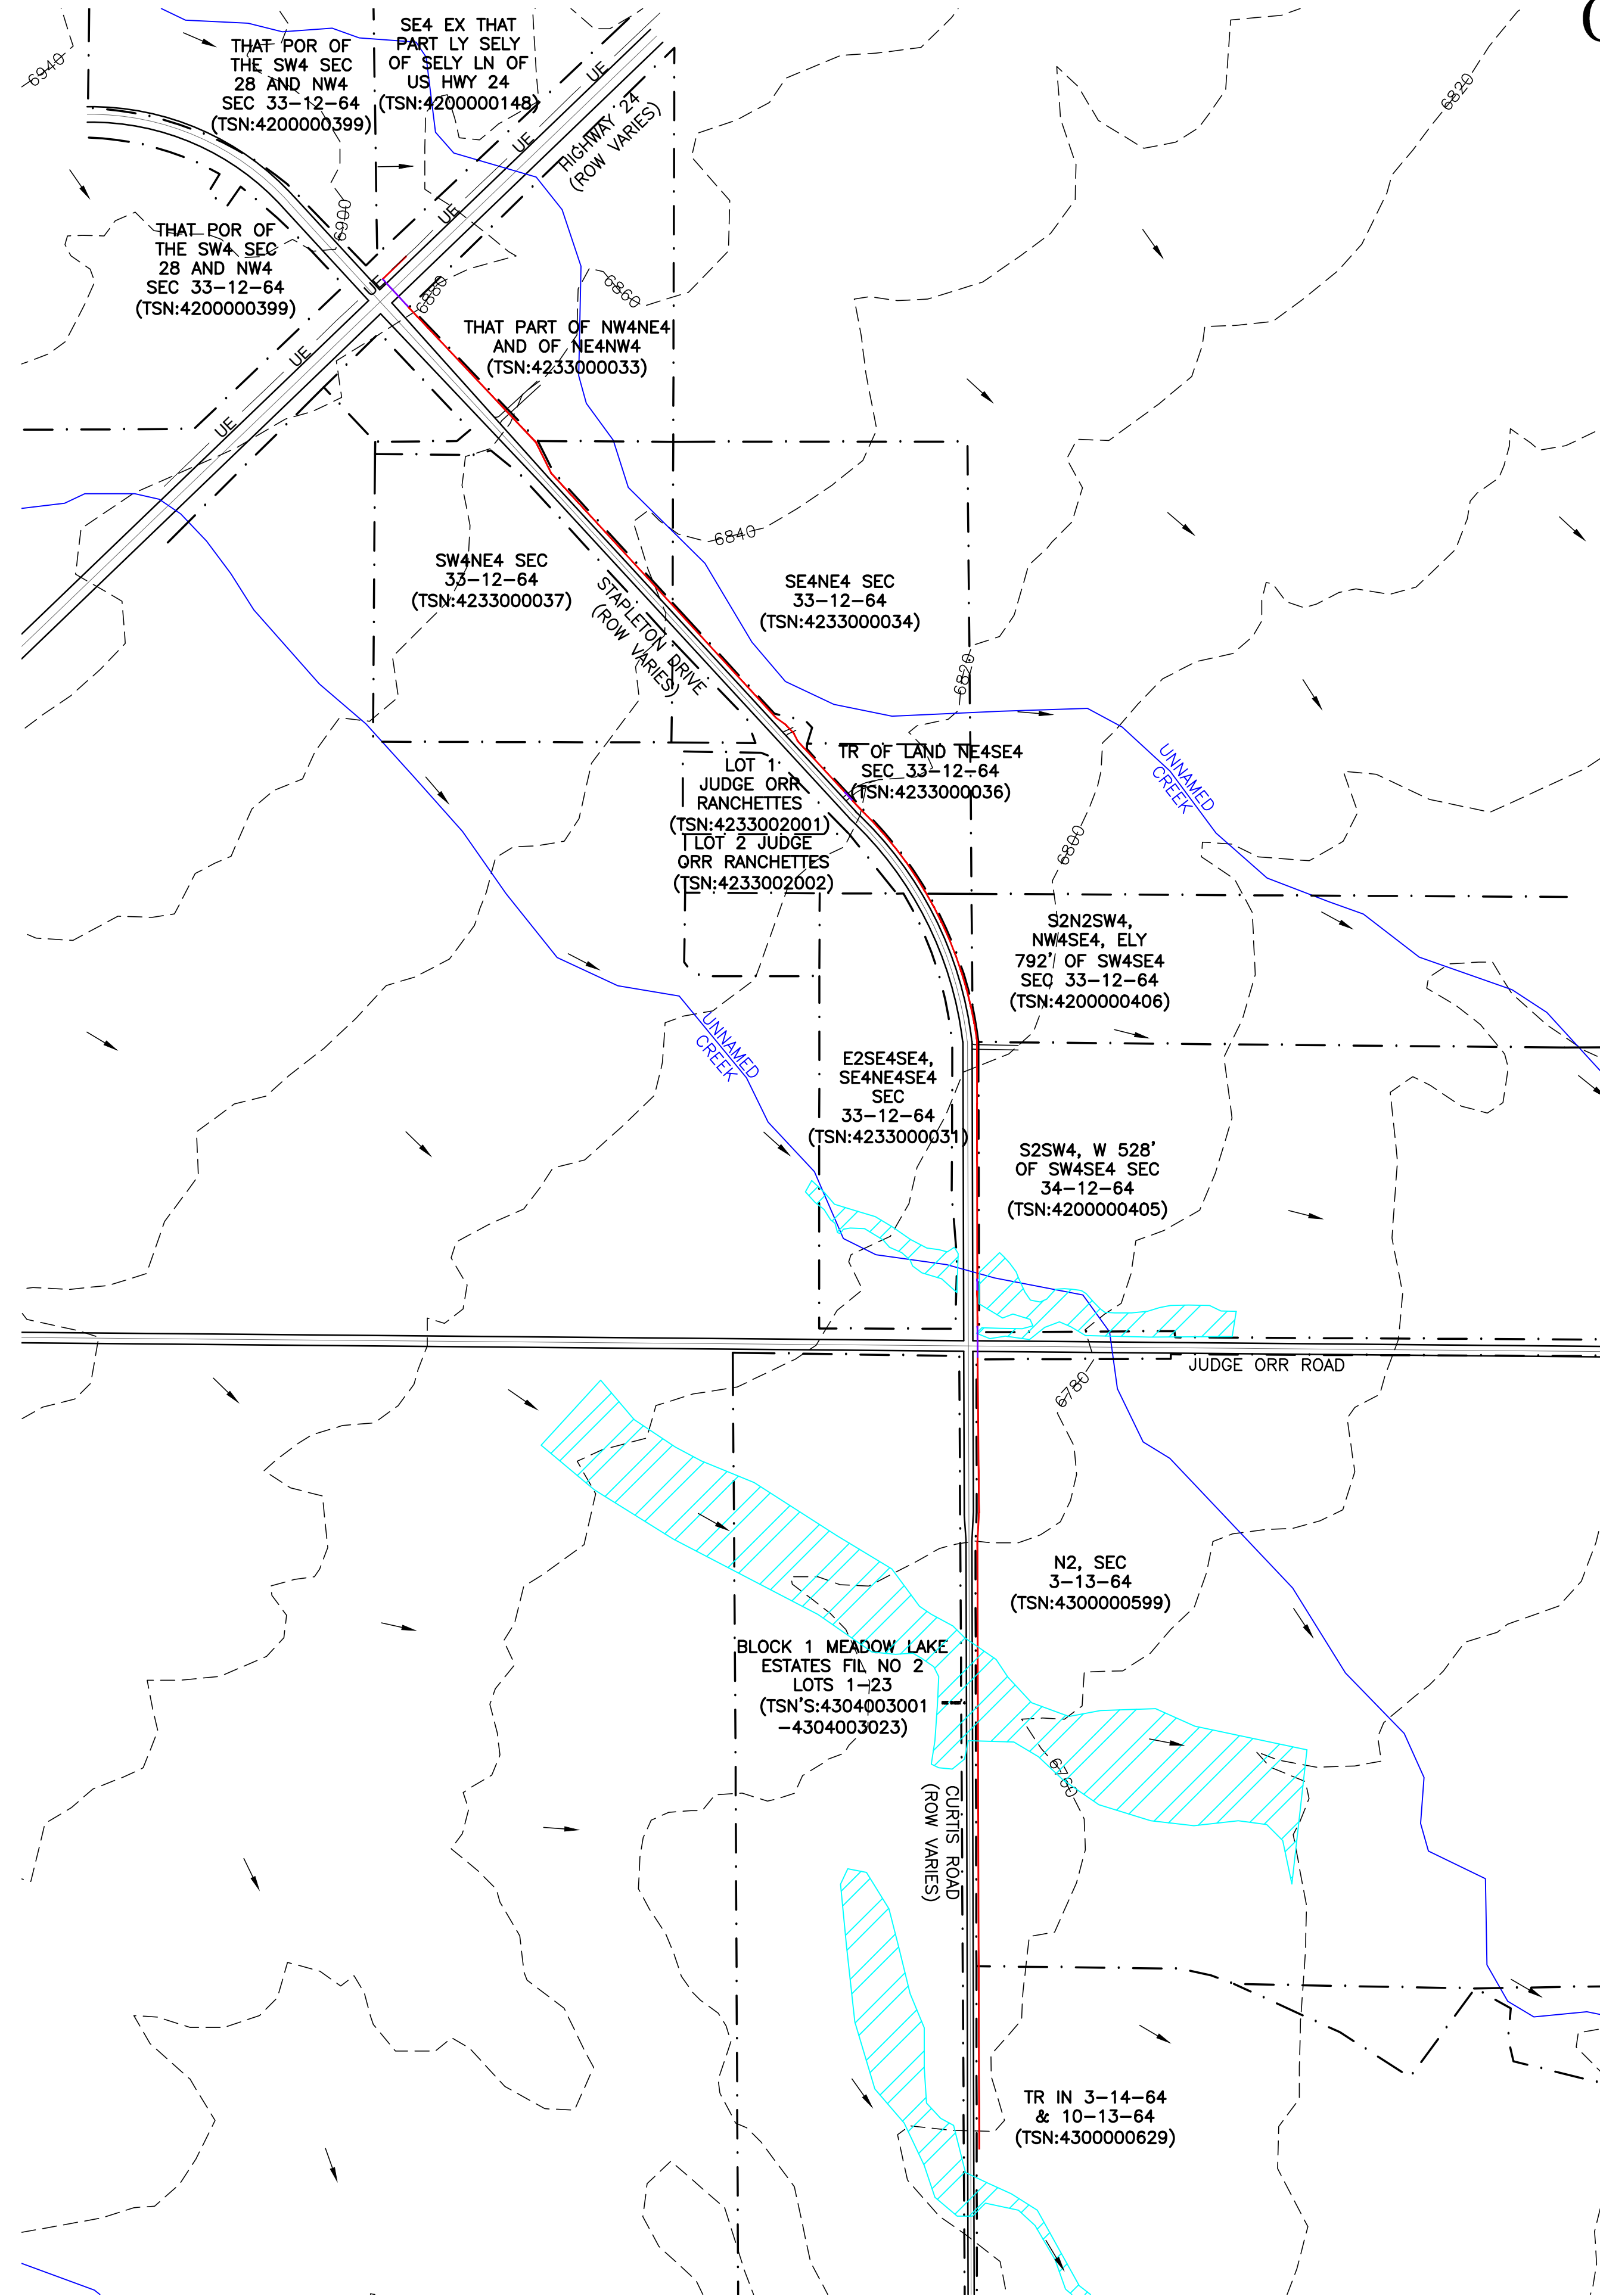 SE4 EX THAT
PART LY SELY
OF SELY LN OF
US HWY 24
(TSN:4200000148)
THAT POR OF
THE SW4 SEC
28 AND NW4
SEC 33-12-64
(TSN:4200000399)
6940
UE
UE
UE
UE
UE
UE
HIGHWAY 24
(ROW VARIES)
6820
6900
THAT POR OF
THE SW4 SEC
28 AND NW4
SEC 33-12-64
(TSN:4200000399)
6880
6860
THAT PART OF NW4NE4
AND OF NE4NW4
(TSN:4233000033)
6840
SW4NE4 SEC
33-12-64
(TSN:4233000037)
STAPLETON DRIVE
(ROW VARIES)
SE4NE4 SEC
33-12-64
(TSN:4233000034)
6820
TR OF LAND NE4SE4
SEC 33-12-64
(TSN:4233000036)
UNNAMED
CREEK
LOT 1
JUDGE ORR
RANCHETTES
(TSN:4233002001)
LOT 2 JUDGE
ORR RANCHETTES
(TSN:4233002002)
6800
S2N2SW4,
NW4SE4, ELY
792' OF SW4SE4
SEC 33-12-64
(TSN:4200000406)
UNNAMED
CREEK
E2SE4SE4,
SE4NE4SE4
SEC
33-12-64
(TSN:4233000031)
S2SW4, W 528'
OF SW4SE4 SEC
34-12-64
(TSN:4200000405)
JUDGE ORR ROAD
6780
N2, SEC
3-13-64
(TSN:4300000599)
BLOCK 1 MEADOW LAKE
ESTATES FIL NO 2
LOTS 1-23
(TSN'S:4304003001
-4304003023)
6760
CURTIS ROAD
(ROW VARIES)
TR IN 3-14-64
& 10-13-64
(TSN:4300000629)